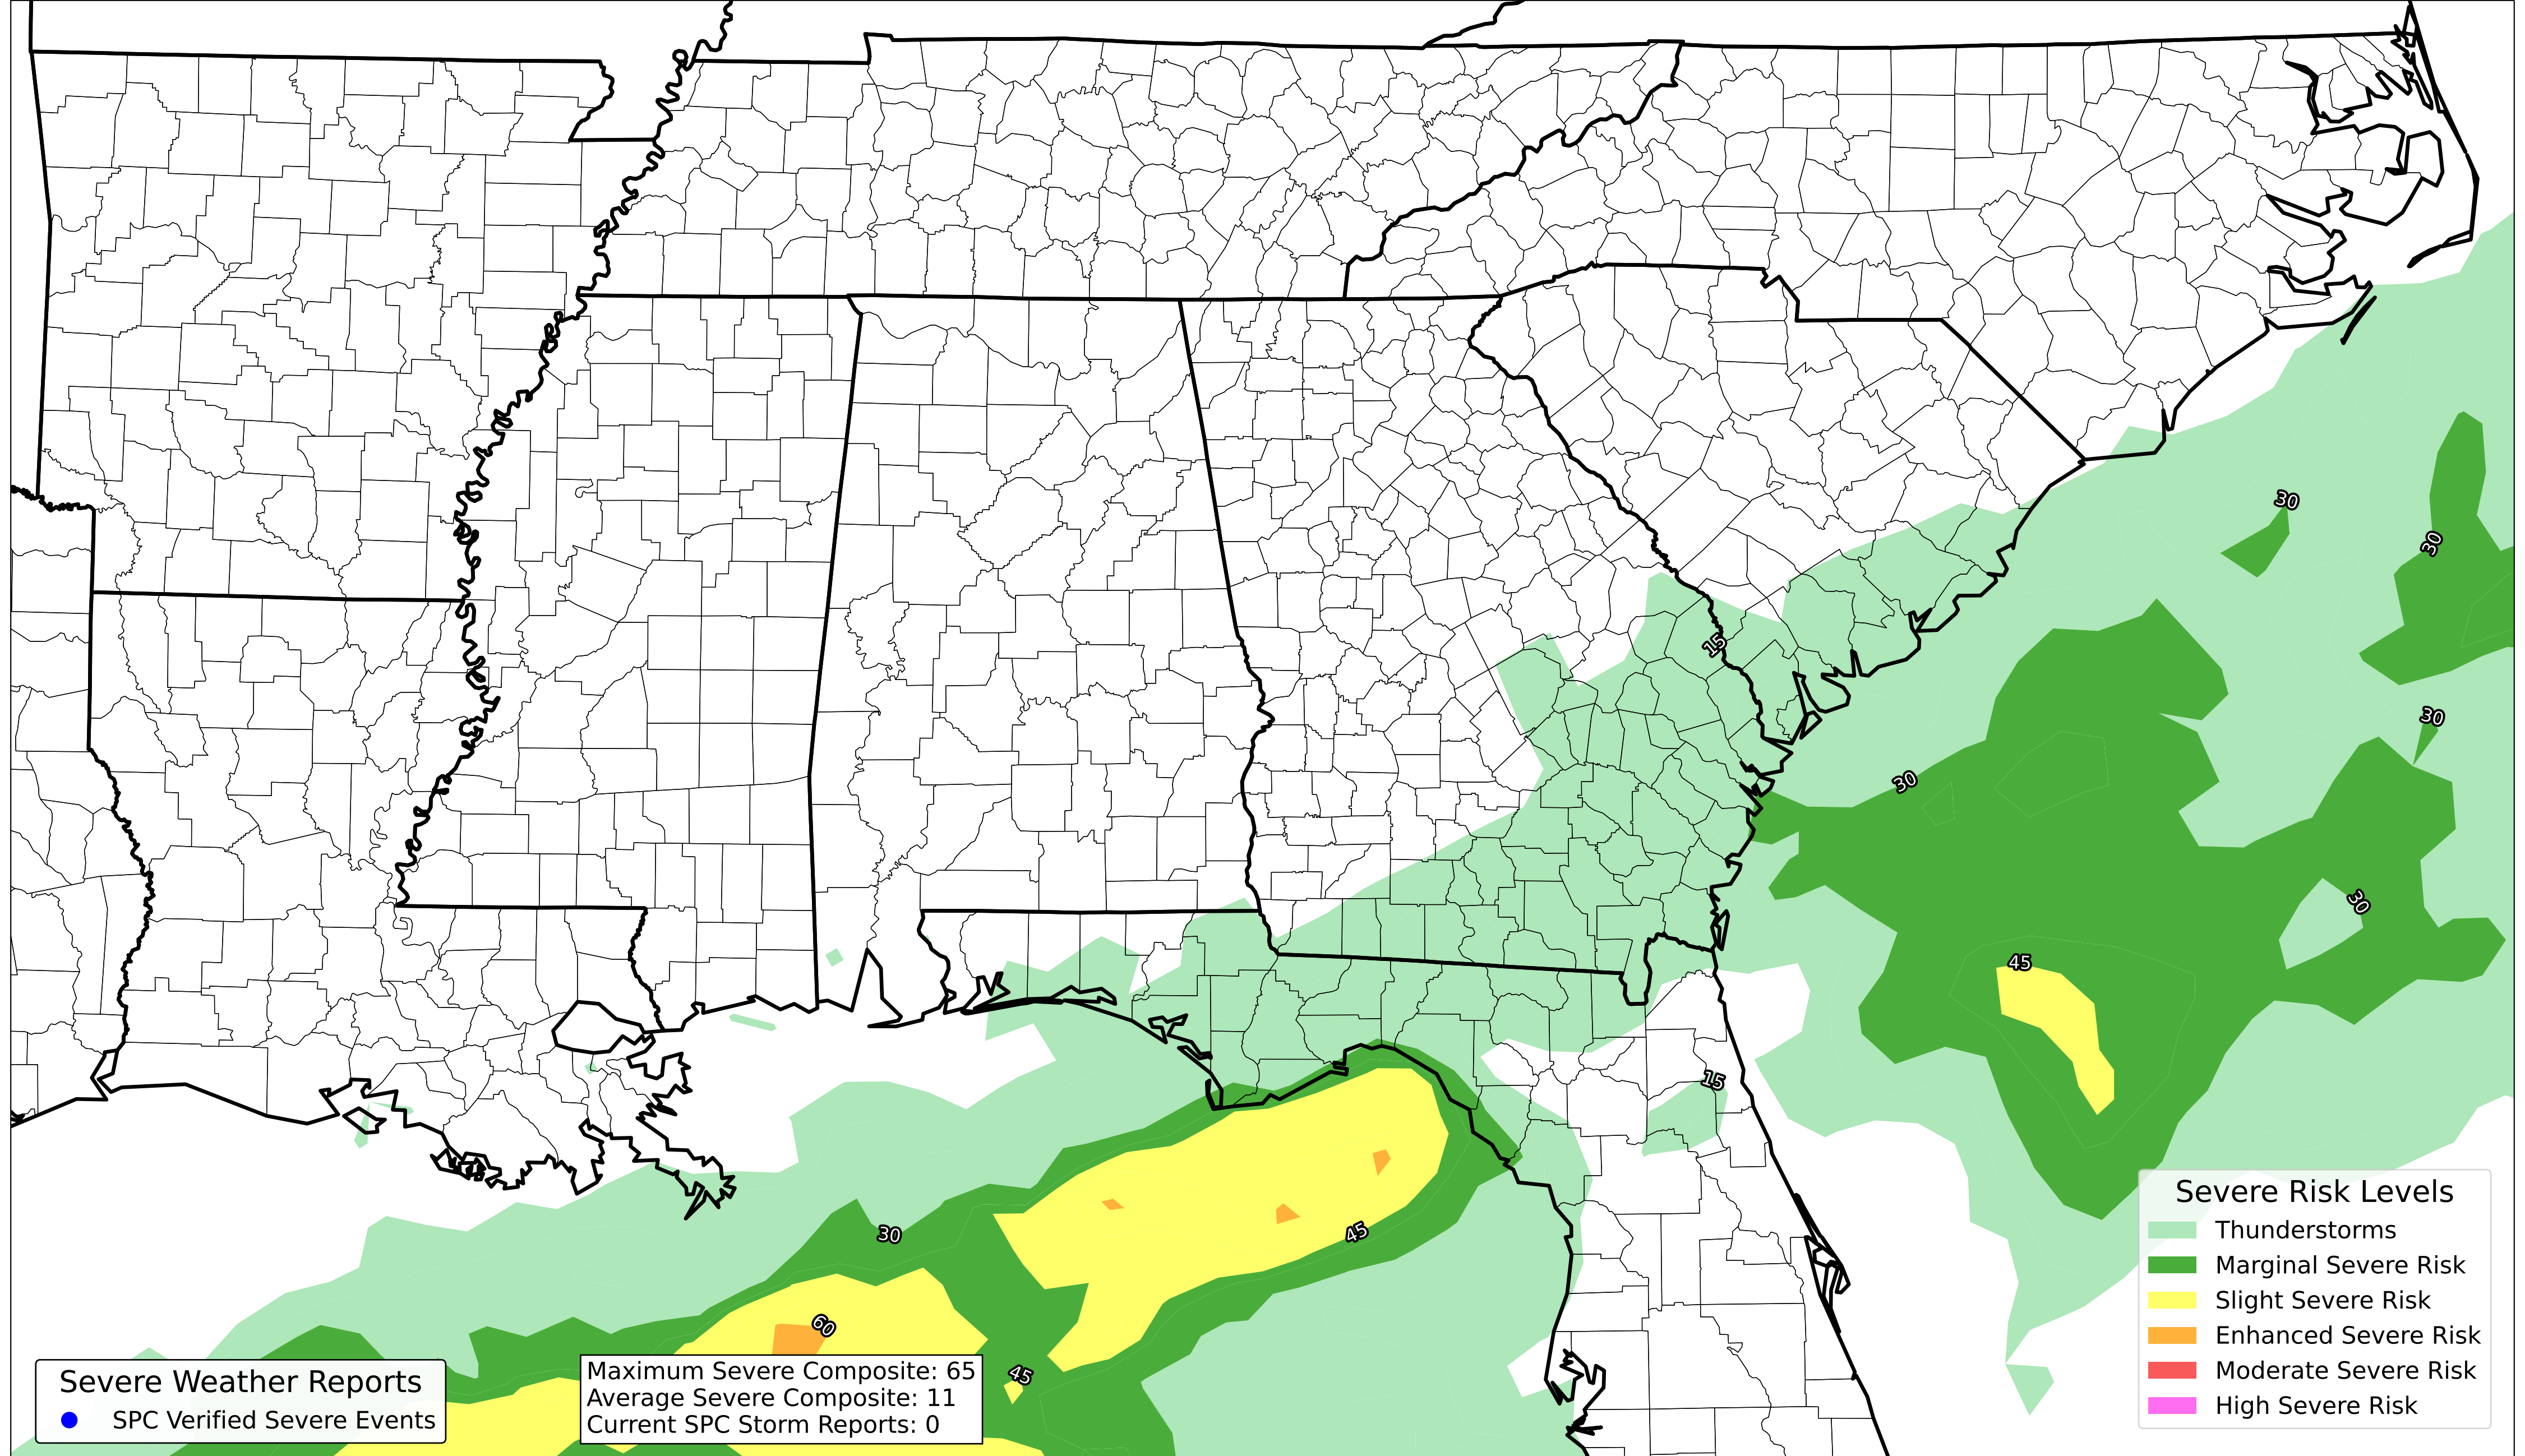 30
30
15
30
30
30
45
15
30
45
60
45
Severe Risk Levels
Thunderstorms
Marginal Severe Risk
Slight Severe Risk
Enhanced Severe Risk
Moderate Severe Risk
High Severe Risk
Severe Weather Reports
SPC Verified Severe Events
Maximum Severe Composite: 65
Average Severe Composite: 11
Current SPC Storm Reports: 0